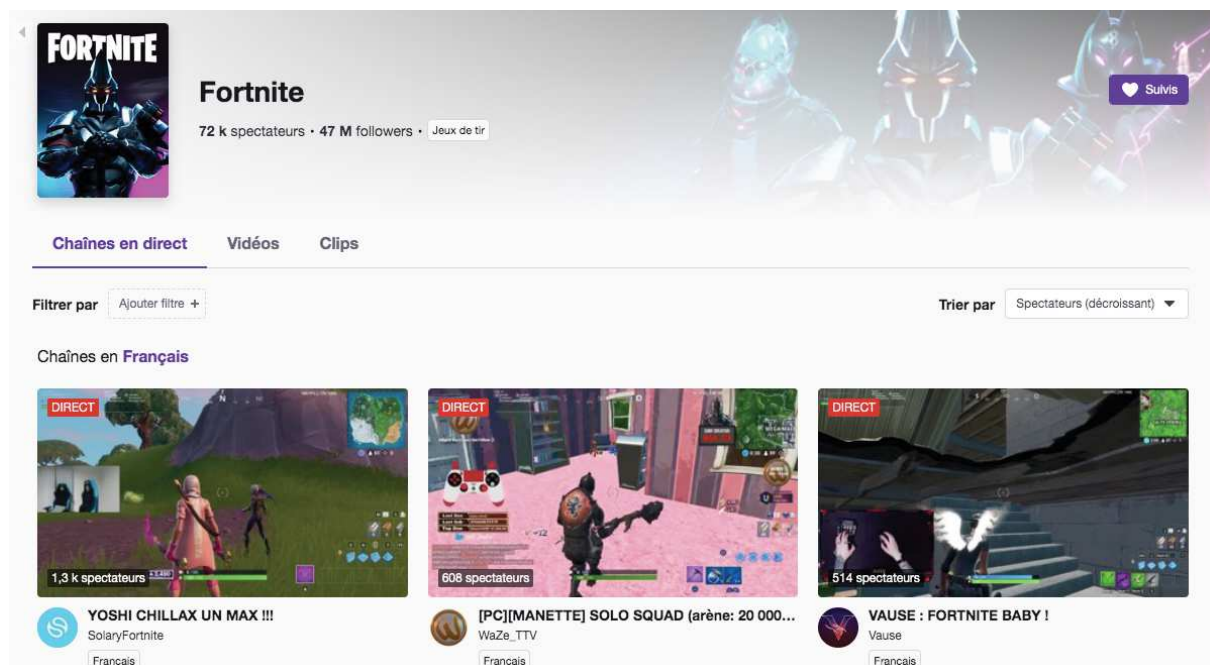 FORTNITE
Fortnite
72 k spectateurs • 47 M followers • Jeux de tir
Suivis
Chaînes en direct Vidéos Clips
Filtrer par Ajouter filtre +
Trier par Spectateurs (décroissant)
Chaînes en Français
DIRECT
DIRECT
DIRECT
1,3 k spectateurs
608 spectateurs
514 spectateurs
YOSHI CHILLAX UN MAX !!!
SolaryFortnite
Français
[PC][MANETTE] SOLO SQUAD (arène: 20 000...
WaZe_TTV
Français
VAUSE : FORTNITE BABY !
Vause
Français